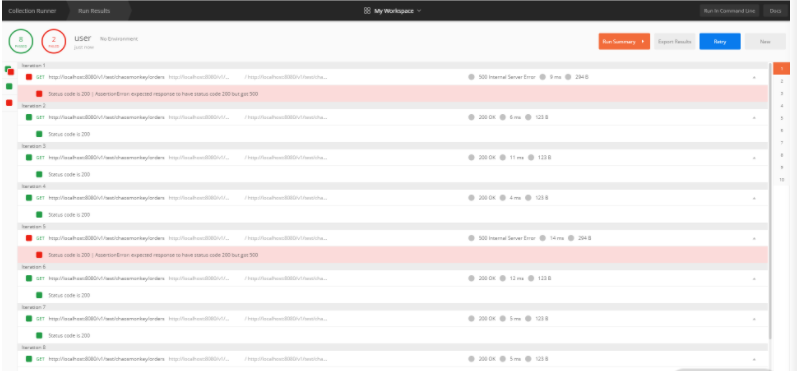 Collection Runner Run Results My Workspace Run In Command Line Docs
8 2 user No Environment
PASSED FAILED just now
Run Summary Export Results Retry New
Iteration 1
GET http://localhost:8080/v1/test/chaosmonkey/orders http://localhost:8080/v1/... / http://localhost:8080/v1/test/cha... 500 Internal Server Error 9 ms 294 B
Status code is 200 | AssertionError: expected response to have status code 200 but got 500
Iteration 2
GET http://localhost:8080/v1/test/chaosmonkey/orders http://localhost:8080/v1/... / http://localhost:8080/v1/test/cha... 200 OK 6 ms 123 B
Status code is 200
Iteration 3
GET http://localhost:8080/v1/test/chaosmonkey/orders http://localhost:8080/v1/... / http://localhost:8080/v1/test/cha... 200 OK 11 ms 123 B
Status code is 200
Iteration 4
GET http://localhost:8080/v1/test/chaosmonkey/orders http://localhost:8080/v1/... / http://localhost:8080/v1/test/cha... 200 OK 4 ms 123 B
Status code is 200
Iteration 5
GET http://localhost:8080/v1/test/chaosmonkey/orders http://localhost:8080/v1/... / http://localhost:8080/v1/test/cha... 500 Internal Server Error 14 ms 294 B
Status code is 200 | AssertionError: expected response to have status code 200 but got 500
Iteration 6
GET http://localhost:8080/v1/test/chaosmonkey/orders http://localhost:8080/v1/... / http://localhost:8080/v1/test/cha... 200 OK 12 ms 123 B
Status code is 200
Iteration 7
GET http://localhost:8080/v1/test/chaosmonkey/orders http://localhost:8080/v1/... / http://localhost:8080/v1/test/cha... 200 OK 5 ms 123 B
Status code is 200
Iteration 8
GET http://localhost:8080/v1/test/chaosmonkey/orders http://localhost:8080/v1/... / http://localhost:8080/v1/test/cha... 200 OK 5 ms 123 B
1
2
3
4
5
6
7
8
9
10